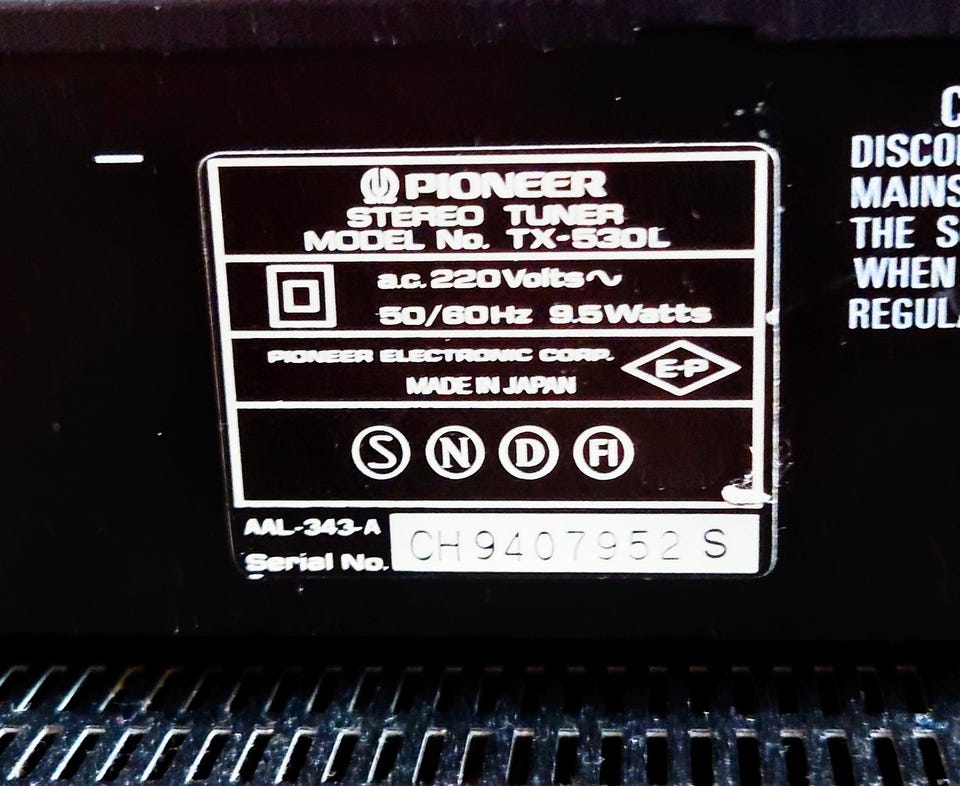 PIONEER
STEREO TUNER
MODEL No. TX-530L
a.c. 220Volts~
50/60Hz 9.5Watts
PIONEER ELECTRONIC CORP.
MADE IN JAPAN
E-P
S N D FI
AAL-343-A
Serial No. CH9407952 S
C
DISCO
MAINS
THE S
WHEN
REGUL